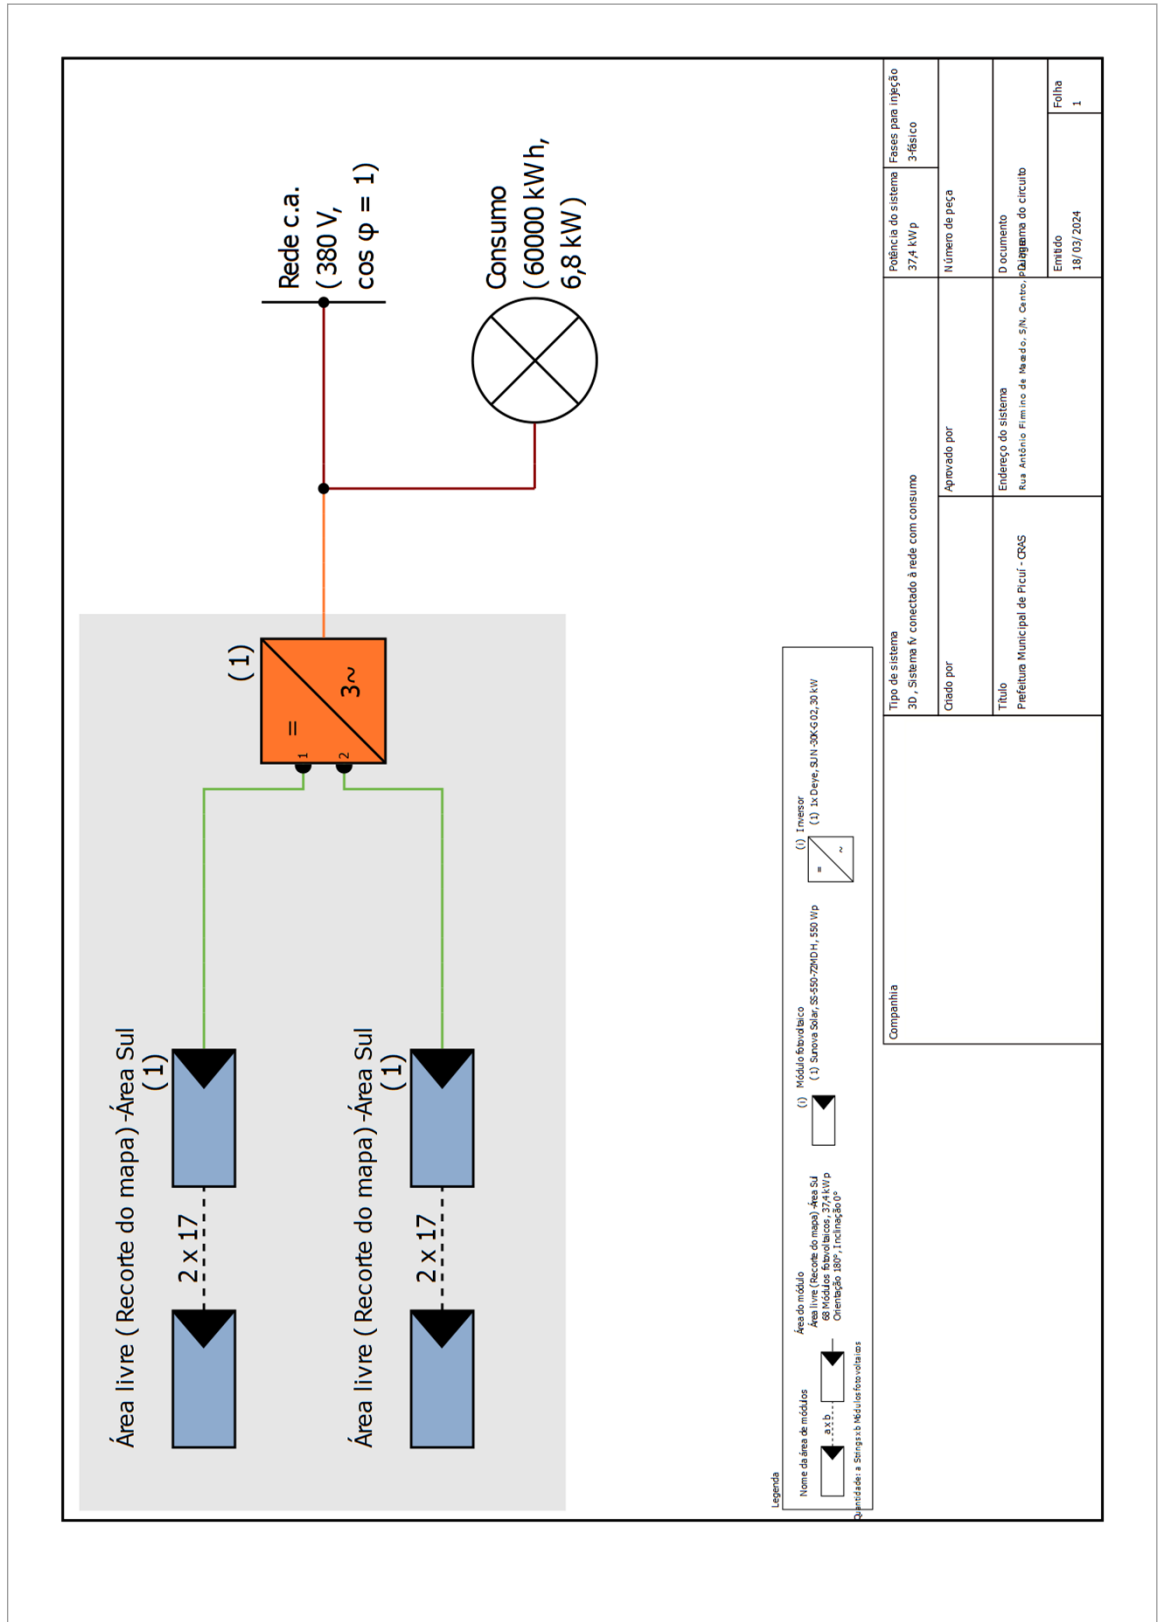 Área livre (Recorte do mapa)-Área Sul
(1)
2 x 17
Área livre (Recorte do mapa)-Área Sul
(1)
2 x 17
(1)
=
3~
1
2
Rede c.a.
(380 V,
cos φ = 1)
Consumo
(60000 kWh,
6,8 kW)
Legenda
Nome da área de módulos
a x b
Quantidade: a Strings x b Módulos fotovoltaicos
Área do módulo
Área livre (Recorte do mapa)-Área Sul
68 Módulos fotovoltaicos, 37,4 kWp
Orientação 180°, Inclinação 0°
(i) Módulo fotovoltaico
(1) Sunova Solar, SS-550-72MDH, 550 Wp
(i) Inversor
=
~
(1) 1x Deye, SUN-30K-G02, 30 kW
Companhia
Tipo de sistema
3D, Sistema fv conectado à rede com consumo
Potência do sistema
37,4 kWp
Fases para injeção
3-fásico
Criado por
Aprovado por
Número de peça
Título
Prefeitura Municipal de Picuí - CRAS
Endereço do sistema
Rua Antônio Firmino de Macedo, S/N, Centro,
Documento
Diagrama do circuito
Emitido
18/03/2024
Folha
1